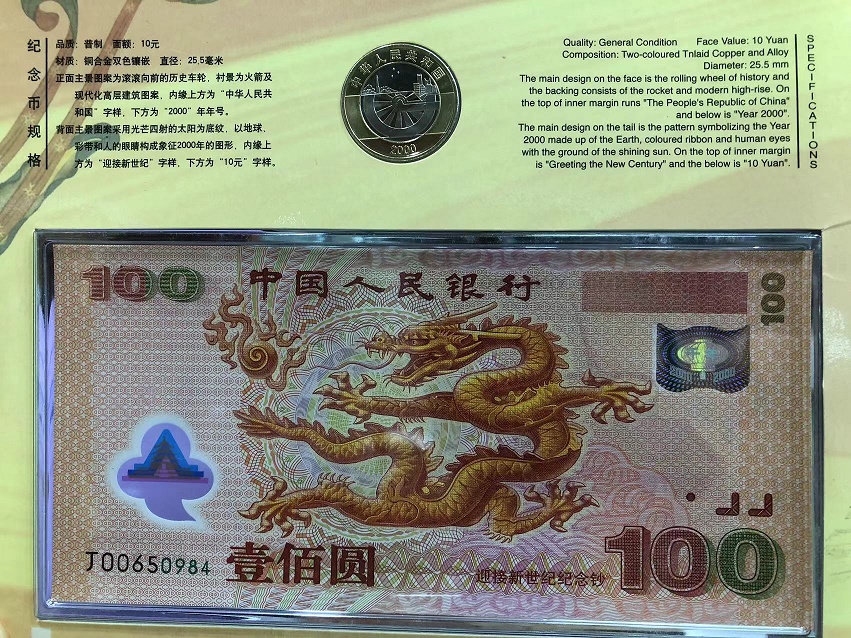 纪念币规格
品质：普制 面额：10元
材质：铜合金双色镶嵌 直径：25.5毫米
正面主景图案为滚滚向前的历史车轮，衬景为火箭及
现代化高层建筑图案，内缘上方为“中华人民共
和国”字样，下方为“2000”年年号。
背面主景图案采用光芒四射的太阳为底纹，以地球、
彩带和人的眼睛构成象征2000年的图形，内缘上
方为“迎接新世纪”字样，下方为“10元”字样。
中华人民共和国
2000
Quality: General Condition Face Value: 10 Yuan
Composition: Two-coloured Tnlaid Copper and Alloy
Diameter: 25.5 mm
The main design on the face is the rolling wheel of history and
the backing consists of the rocket and modern high-rise. On
the top of inner margin runs "The People's Republic of China"
and below is "Year 2000".
The main design on the tail is the pattern symbolizing the Year
2000 made up of the Earth, coloured ribbon and human eyes
with the ground of the shining sun. On the top of inner margin
is "Greeting the New Century" and the below is "10 Yuan".
SPECIFICATIONS
100
中国人民银行
100
J00650984
壹佰圆
迎接新世纪纪念钞
100